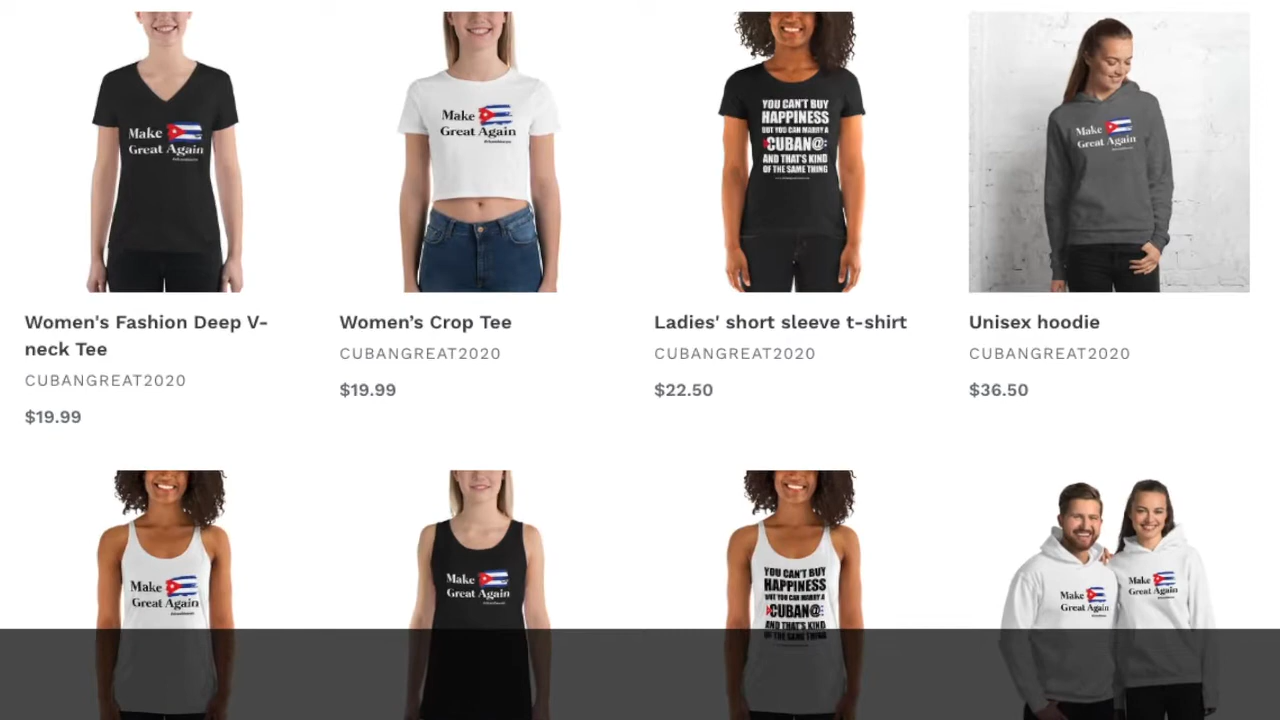 Make
Great Again
Make
Great Again
YOU CAN'T BUY
HAPPINESS
BUT YOU CAN MARRY A
CUBAN@
AND THAT'S KIND
OF THE SAME THING
Make
Great Again
Women's Fashion Deep V-
neck Tee
CUBANGREAT2020
$19.99
Women’s Crop Tee
CUBANGREAT2020
$19.99
Ladies' short sleeve t-shirt
CUBANGREAT2020
$22.50
Unisex hoodie
CUBANGREAT2020
$36.50
Make
Great Again
Make
Great Again
YOU CAN'T BUY
HAPPINESS
BUT YOU CAN MARRY A
CUBAN@
AND THAT'S KIND
OF THE SAME THING
Make
Great Again
Make
Great Again